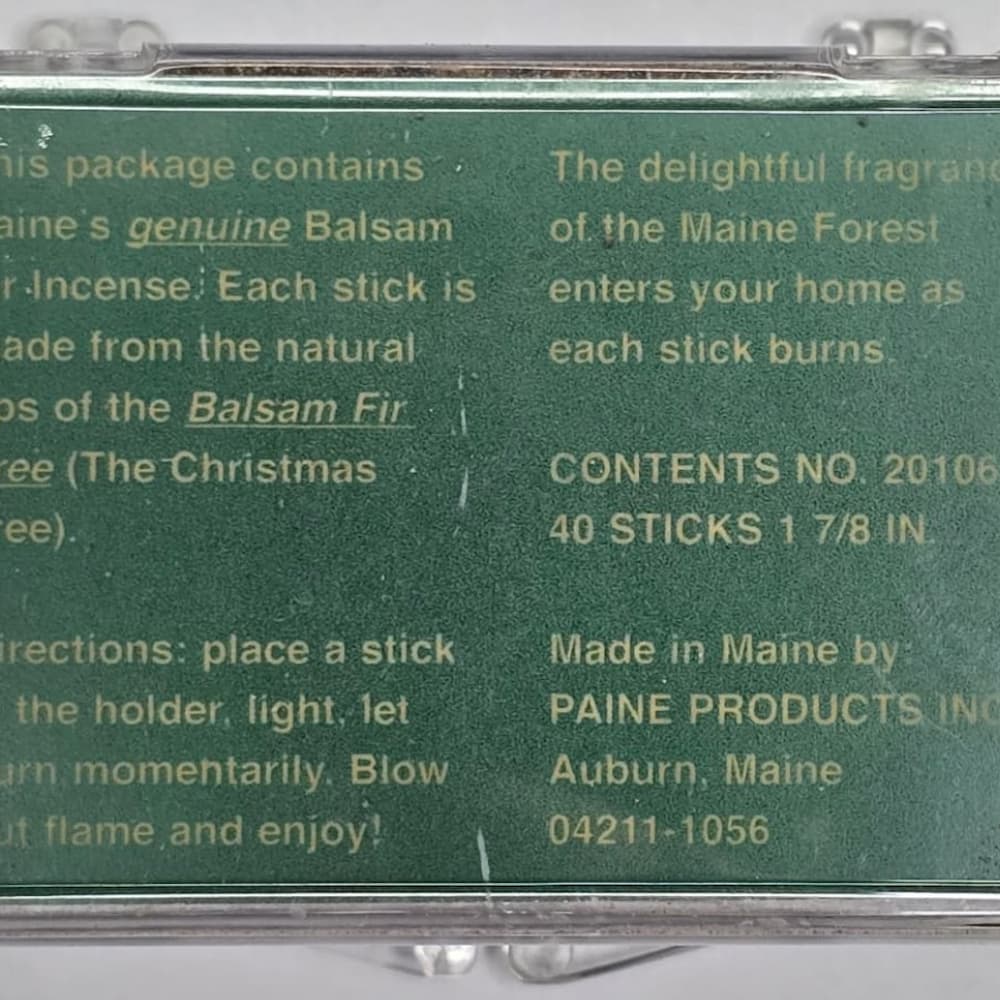 his package contains
aine's genuine Balsam
r Incense. Each stick is
ade from the natural
ps of the Balsam Fir
ree (The Christmas
ree).
irections: place a stick
the holder, light, let
urn momentarily. Blow
ut flame and enjoy!
The delightful fragranc
of the Maine Forest
enters your home as
each stick burns.
CONTENTS NO. 20106
40 STICKS 1 7/8 IN.
Made in Maine by:
PAINE PRODUCTS INC
Auburn, Maine
04211-1056